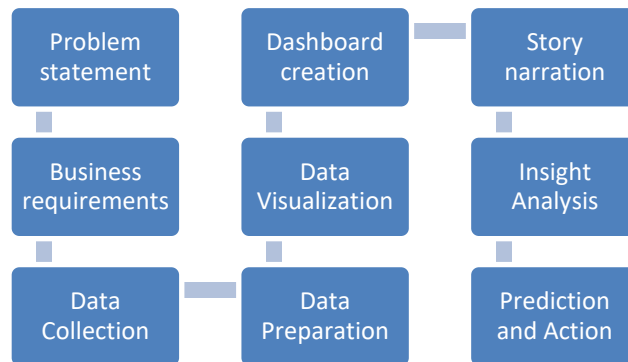 Problem
statement
Business
requirements
Data
Collection
Data
Preparation
Data
Visualization
Dashboard
creation
Story
narration
Insight
Analysis
Prediction
and Action